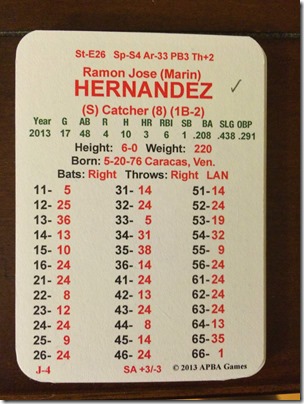 St-E26 Sp-S4 Ar-33 PB3 Th+2
Ramon Jose (Marin)
HERNANDEZ
(S) Catcher (8) (1B-2)
Year G AB R H HR RBI SB BA SLG OBP
2013 17 48 4 10 3 6 1 .208 .438 .291
Height: 6-0 Weight: 220
Born: 5-20-76 Caracas, Ven.
Bats: Right Throws: Right LAN
11- 5 31- 14 51- 14
12- 25 32- 24 52- 24
13- 36 33- 5 53- 19
14- 13 34- 31 54- 32
15- 10 35- 38 55- 9
16- 24 36- 14 56- 14
21- 24 41- 24 61- 24
22- 8 42- 13 62- 24
23- 12 43- 24 63- 24
24- 24 44- 8 64- 24
25- 9 45- 14 65- 24
26- 24 46- 24 66- 1
J-4 SA +3/-3 © 2013 APBA Games